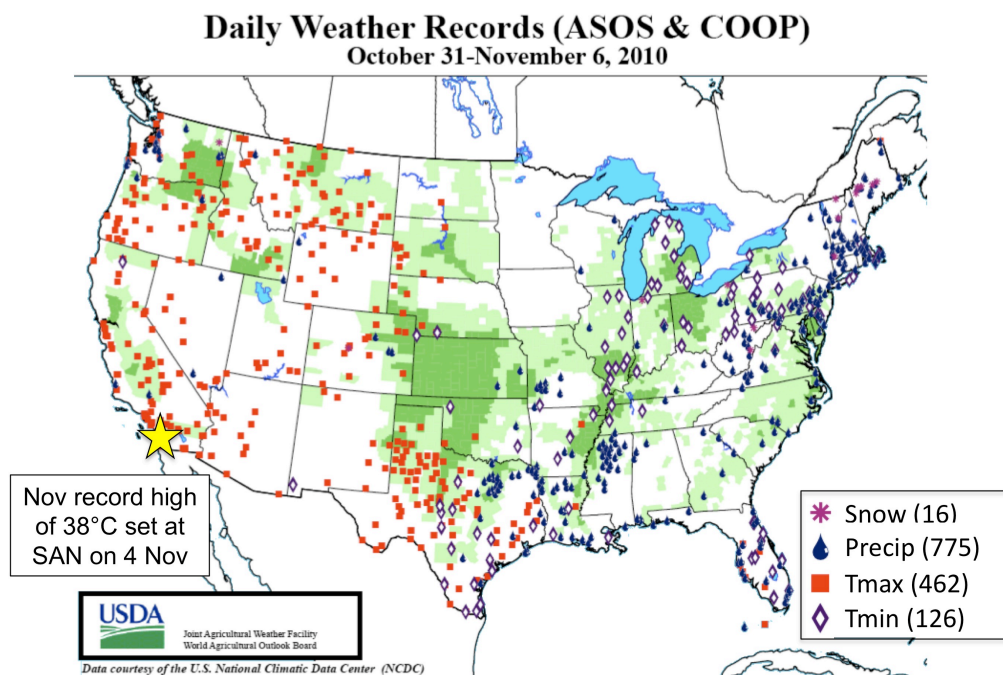 Daily Weather Records (ASOS & COOP)
October 31-November 6, 2010
Nov record high
of 38°C set at
SAN on 4 Nov
Snow (16)
Precip (775)
Tmax (462)
Tmin (126)
USDA
Joint Agricultural Weather Facility
World Agricultural Outlook Board
Data courtesy of the U.S. National Climatic Data Center (NCDC)